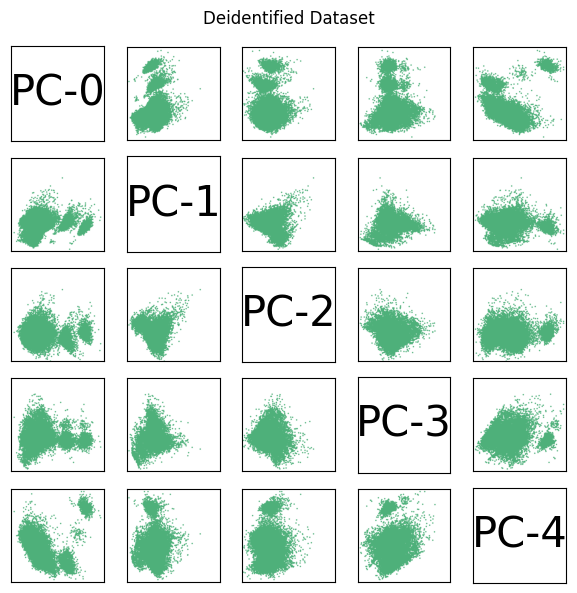 Deidentified Dataset
PC-0
PC-1
PC-2
PC-3
PC-4